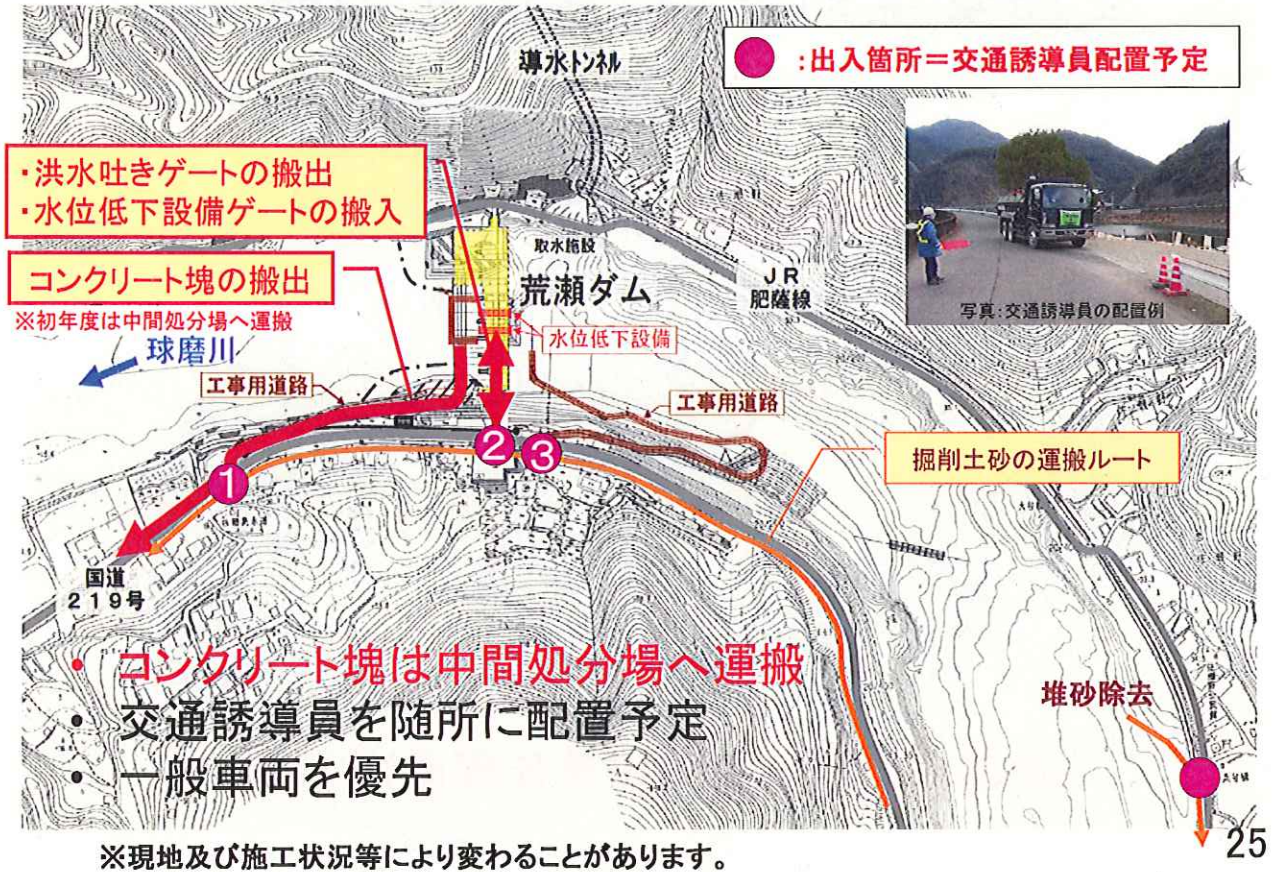 導水トンネル
:出入箇所=交通誘導員配置予定
・洪水吐きゲートの搬出
・水位低下設備ゲートの搬入
取水施設
コンクリート塊の搬出
荒瀬ダム
JR
肥薩線
写真:交通誘導員の配置例
※初年度は中間処分場へ運搬
水位低下設備
球磨川
工事用道路
工事用道路
掘削土砂の運搬ルート
1
2
3
国道
219号
・コンクリート塊は中間処分場へ運搬
・交通誘導員を随所に配置予定
・一般車両を優先
堆砂除去
25
※現地及び施工状況等により変わることがあります。